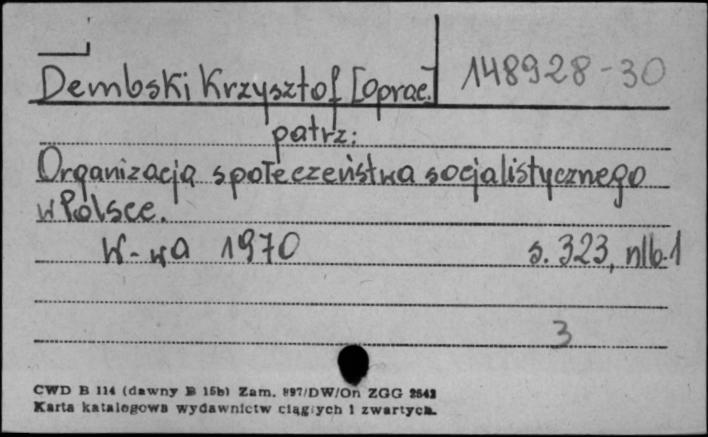 Dembski Krzysztof [oprac.] 148928-30
patrz:
Organizacja społeczeństwa socjalistycznego
w Polsce.
W-wa 1970 s. 323, nlb. 1
3
CWD B 114 (dawny B 15b) Zam. 897/DW/On ZGG 2642
Karta katalogowa wydawnictw ciągłych i zwartych.